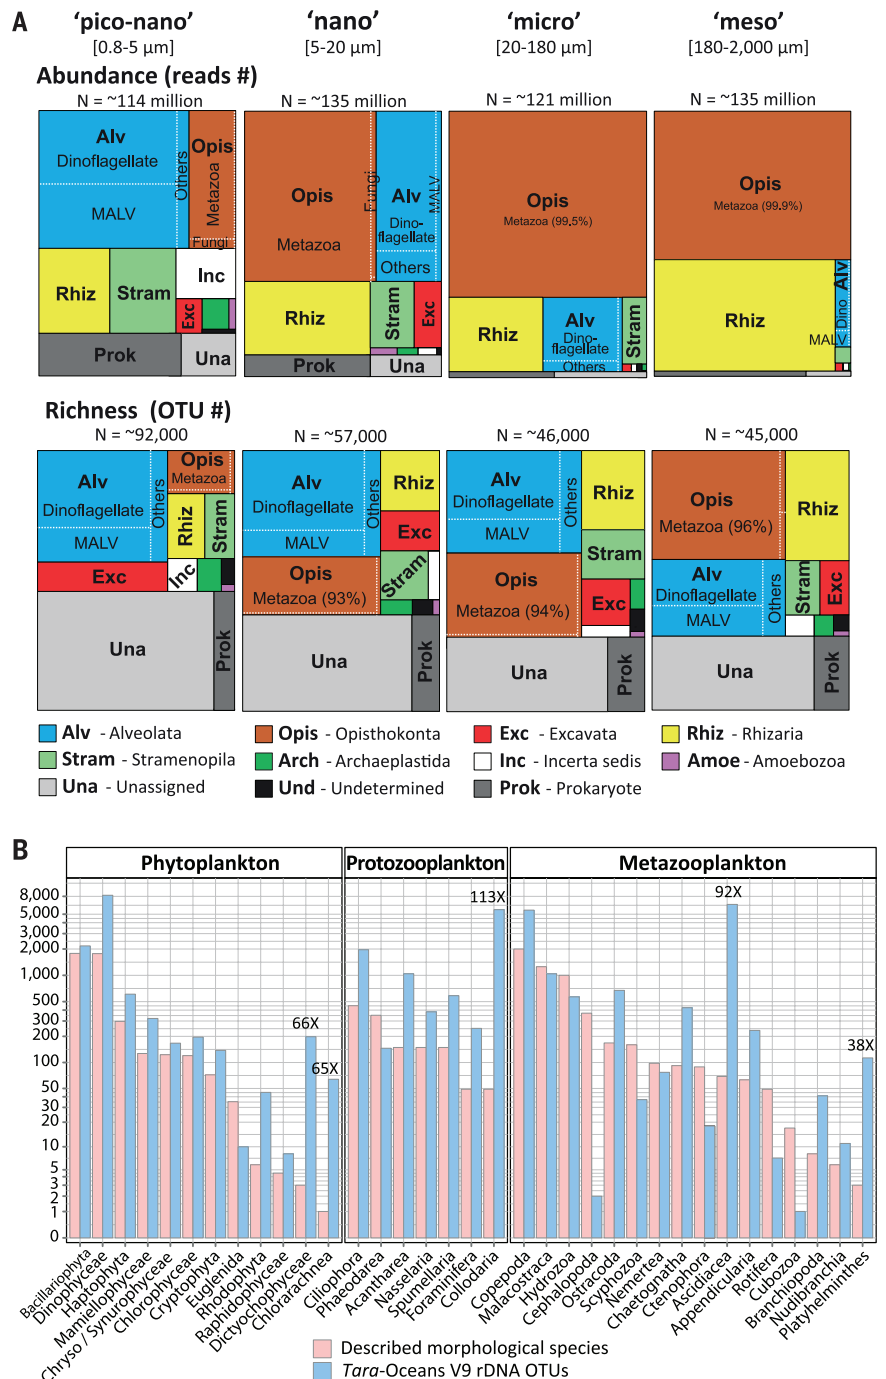 A
‘pico-nano’ ‘nano’ ‘micro’ ‘meso’
[0.8-5 µm] [5-20 µm] [20-180 µm] [180-2,000 µm]
Abundance (reads #)
N = ~114 million N = ~135 million N = ~121 million N = ~135 million
Alv
Dinoflagellate
MALV
Others
Opis
Metazoa
Fungi
Rhiz
Stram
Inc
Exc
Prok
Una
Opis
Metazoa
Fungi
Alv
Dino-
flagellate
MALV
Others
Rhiz
Stram
Exc
Prok
Una
Opis
Metazoa (99.5%)
Rhiz
Alv
Dino-
flagellate
Others
Stram
Opis
Metazoa (99.9%)
Rhiz
Alv
Dino
MALV
Richness (OTU #)
N = ~92,000 N = ~57,000 N = ~46,000 N = ~45,000
Alv
Dinoflagellate
MALV
Others
Opis
Metazoa
Rhiz
Stram
Exc
Inc
Una
Prok
Alv
Dinoflagellate
MALV
Others
Rhiz
Exc
Opis
Metazoa (93%)
Stram
Una
Prok
Alv
Dinoflagellate
MALV
Others
Rhiz
Stram
Opis
Metazoa (94%)
Exc
Una
Prok
Opis
Metazoa (96%)
Rhiz
Alv
Dinoflagellate
MALV
Others
Stram
Exc
Una
Prok
Alv - Alveolata Opis - Opisthokonta Exc - Excavata Rhiz - Rhizaria
Stram - Stramenopila Arch - Archaeplastida Inc - Incerta sedis Amoe - Amoebozoa
Una - Unassigned Und - Undetermined Prok - Prokaryote
B
Phytoplankton Protozooplankton Metazooplankton
8,000
5,000
3,000
2,000
1,000
500
300
200
100
50
30
20
10
5
3
2
1
0
66X
65X
113X
92X
38X
Bacillariophyta
Dinophyceae
Haptophyta
Mamiellophyceae
Chryso / Synurophyceae
Chlorophyceae
Cryptophyta
Euglenida
Rhodophyta
Raphidophyceae
Dictyochophyceae
Chlorarachnea
Ciliophora
Phaeodarea
Acantharea
Nasselaria
Spumellaria
Foraminifera
Collodaria
Copepoda
Malacostraca
Hydrozoa
Cephalopoda
Ostracoda
Scyphozoa
Nemertea
Chaetognatha
Ctenophora
Ascidiacea
Appendicularia
Rotifera
Cubozoa
Branchiopoda
Nudibranchia
Platyhelminthes
Described morphological species
Tara-Oceans V9 rDNA OTUs